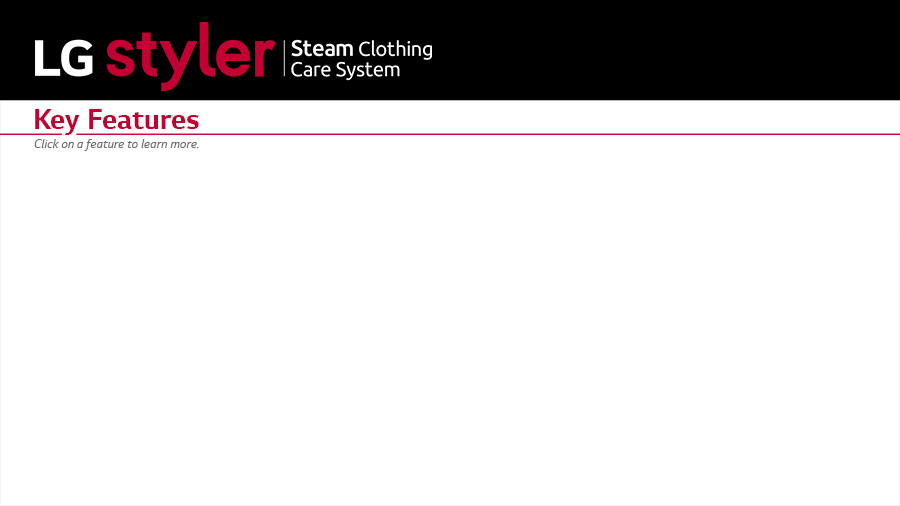 LG styler
Steam Clothing
Care System
Key Features
Click on a feature to learn more.